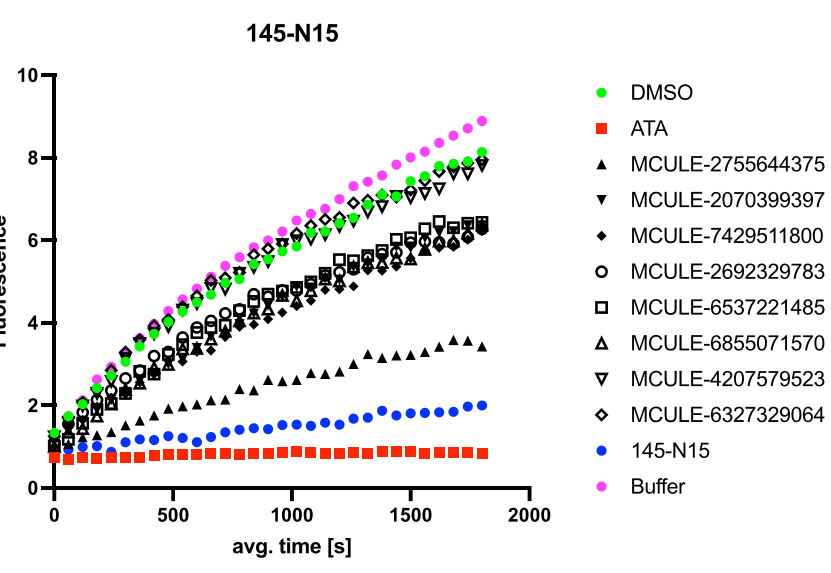 145-N15
10
8
6
4
2
0
0 500 1000 1500 2000
avg. time [s]
DMSO
ATA
MCULE-2755644375
MCULE-2070399397
MCULE-7429511800
MCULE-2692329783
MCULE-6537221485
MCULE-6855071570
MCULE-4207579523
MCULE-6327329064
145-N15
Buffer